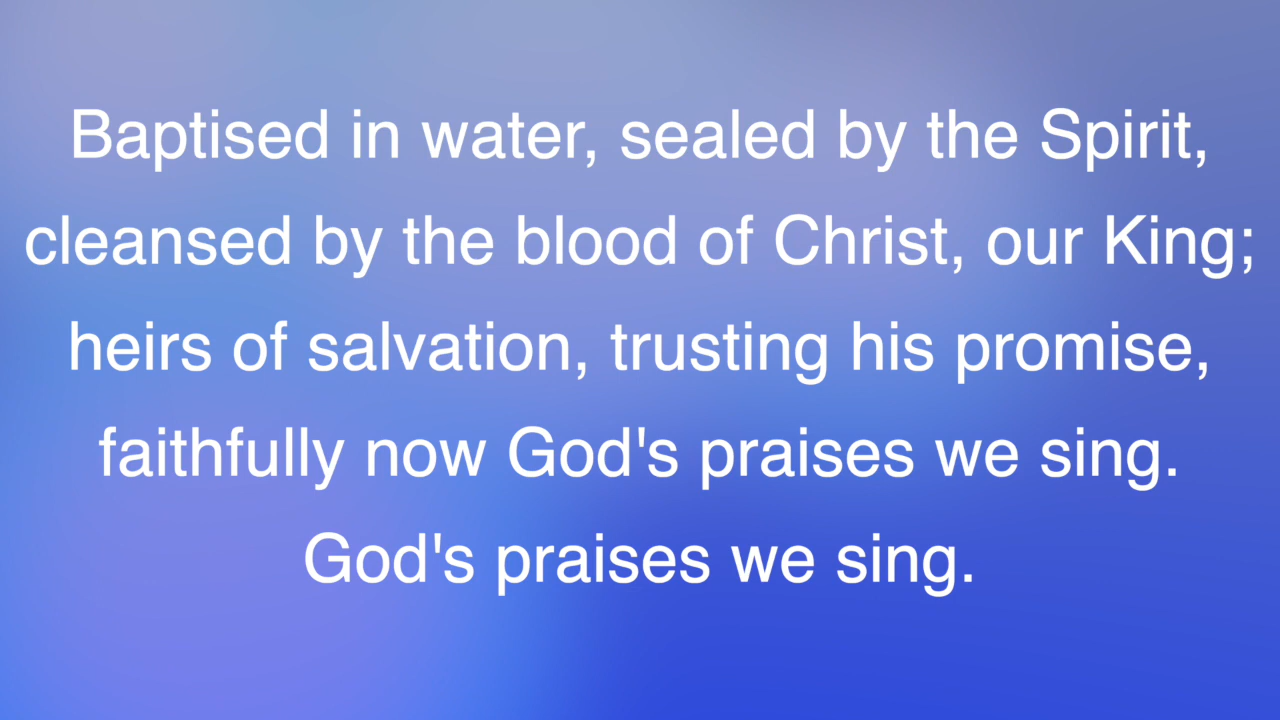 Baptised in water, sealed by the Spirit,
cleansed by the blood of Christ, our King;
heirs of salvation, trusting his promise,
faithfully now God's praises we sing.
God's praises we sing.